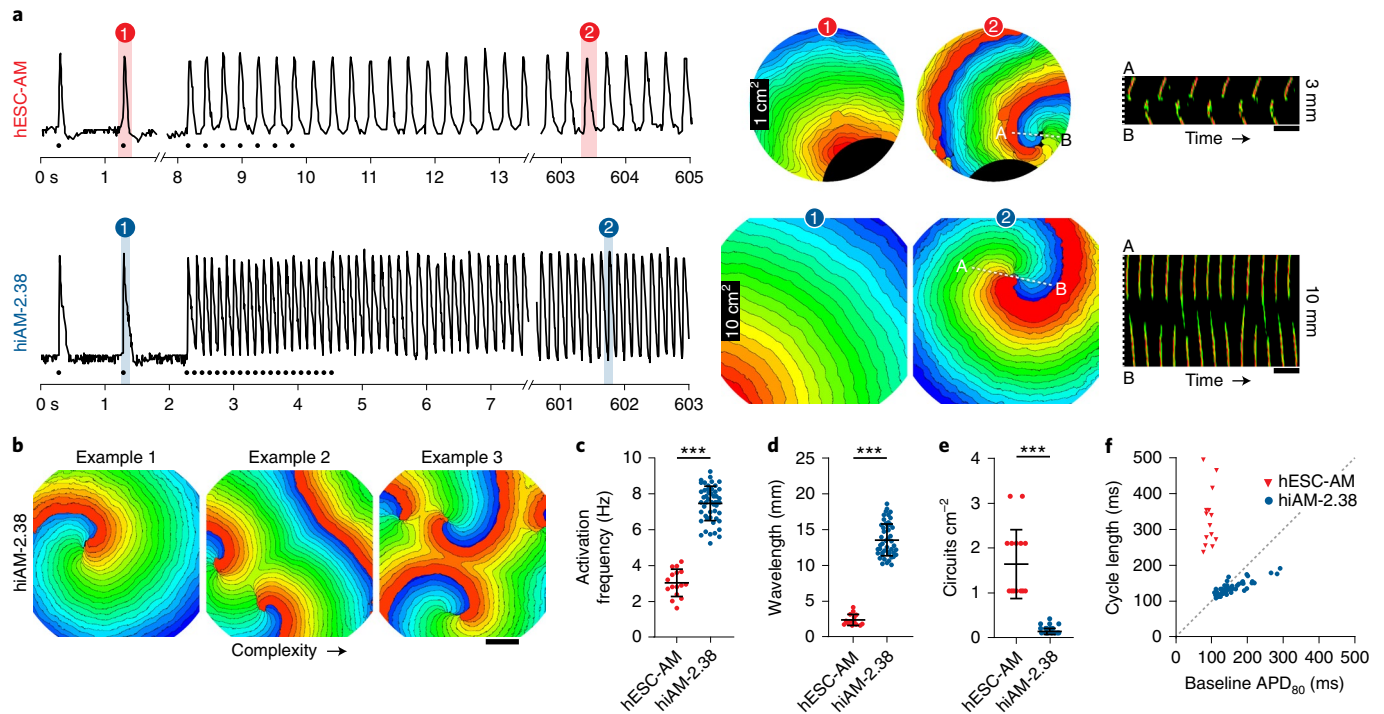 a
hESC-AM
1
2
0 s 1 8 9 10 11 12 13 603 604 605
1
1 cm²
2
A
B
A
B
Time →
3 mm
hiAM-2.38
1
2
0 s 1 2 3 4 5 6 7 601 602 603
1
10 cm²
2
A
B
A
B
Time →
10 mm
b
hiAM-2.38
Example 1 Example 2 Example 3
Complexity →
c
Activation
frequency (Hz)
10
8
6
4
2
0
***
hESC-AM
hiAM-2.38
d
Wavelength (mm)
25
20
15
10
5
0
***
hESC-AM
hiAM-2.38
e
Circuits cm⁻²
4
3
2
1
0
***
hESC-AM
hiAM-2.38
f
Cycle length (ms)
500
400
300
200
100
0
hESC-AM
hiAM-2.38
0 100 200 300 400 500
Baseline APD₈₀ (ms)